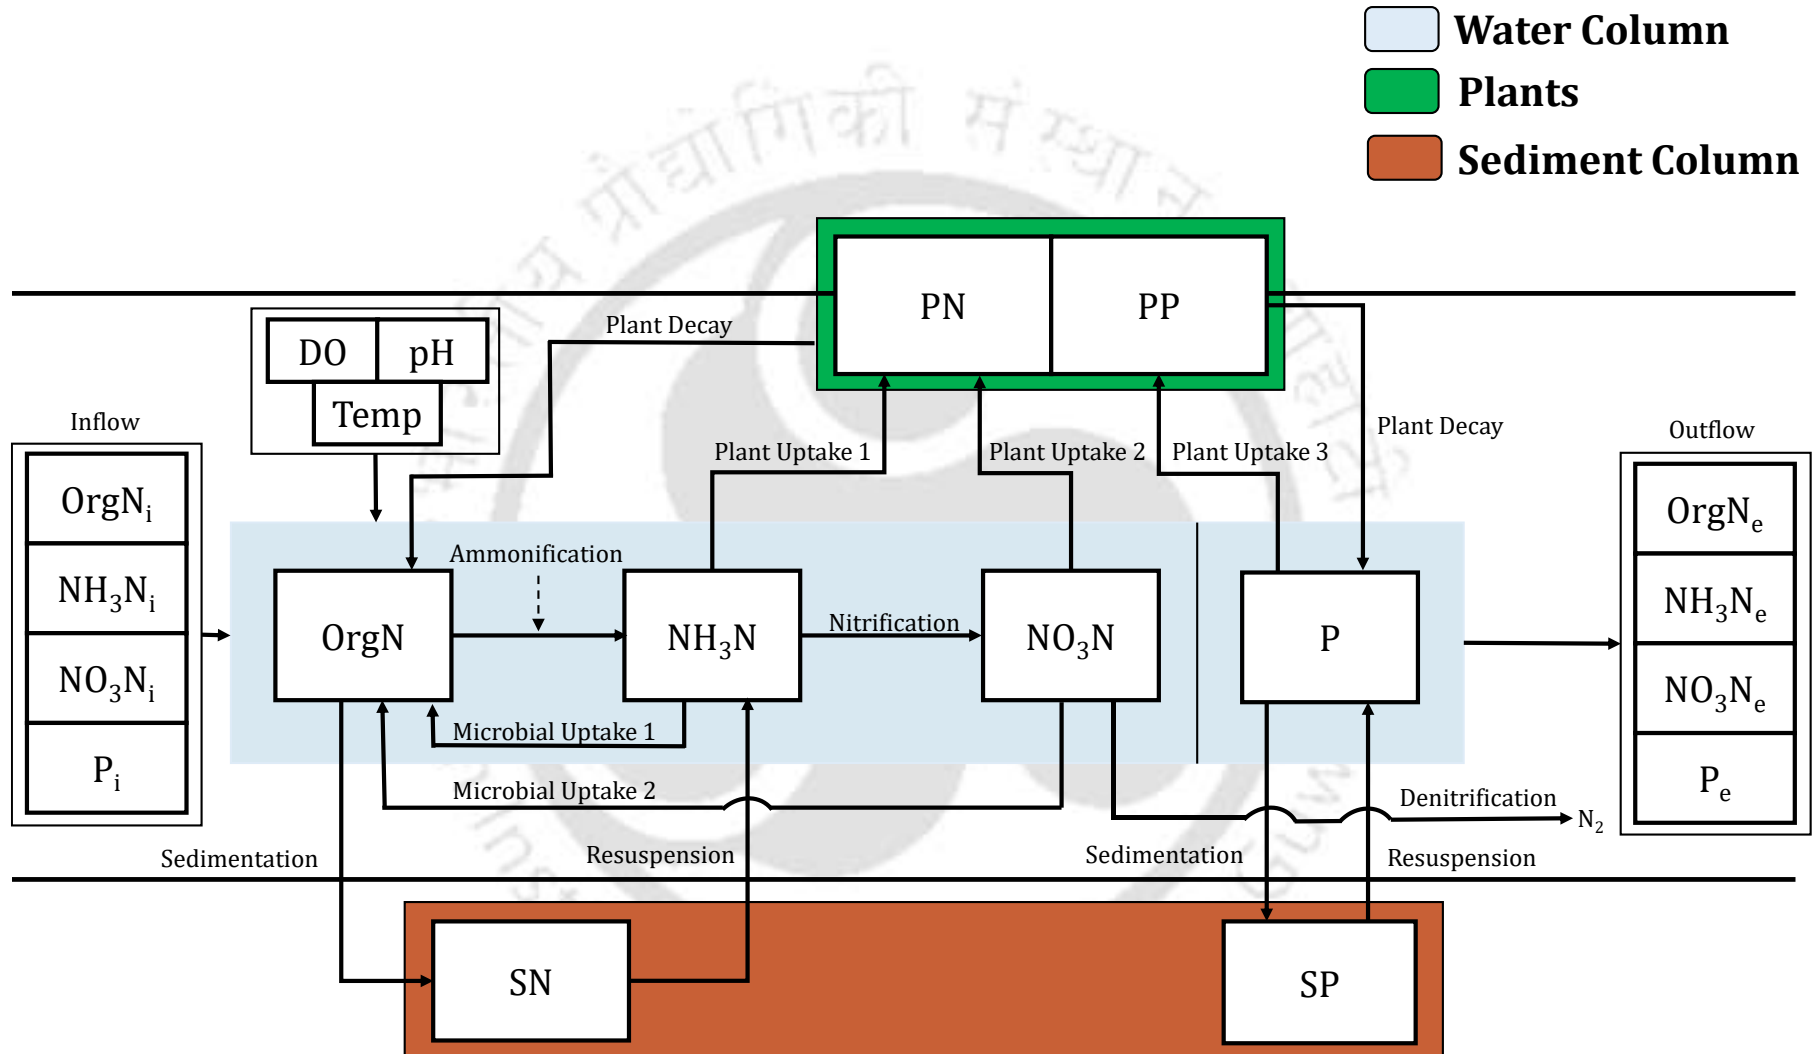 Water Column
Plants
Sediment Column
PN
PP
Plant Decay
DO
pH
Temp
Inflow
Plant Uptake 1
Plant Uptake 2
Plant Uptake 3
Plant Decay
Outflow
OrgNᵢ
NH₃Nᵢ
NO₃Nᵢ
Pᵢ
Ammonification
OrgN
NH₃N
Nitrification
NO₃N
P
OrgNₑ
NH₃Nₑ
NO₃Nₑ
Pₑ
Microbial Uptake 1
Microbial Uptake 2
Denitrification
N₂
Sedimentation
Resuspension
Sedimentation
Resuspension
SN
SP